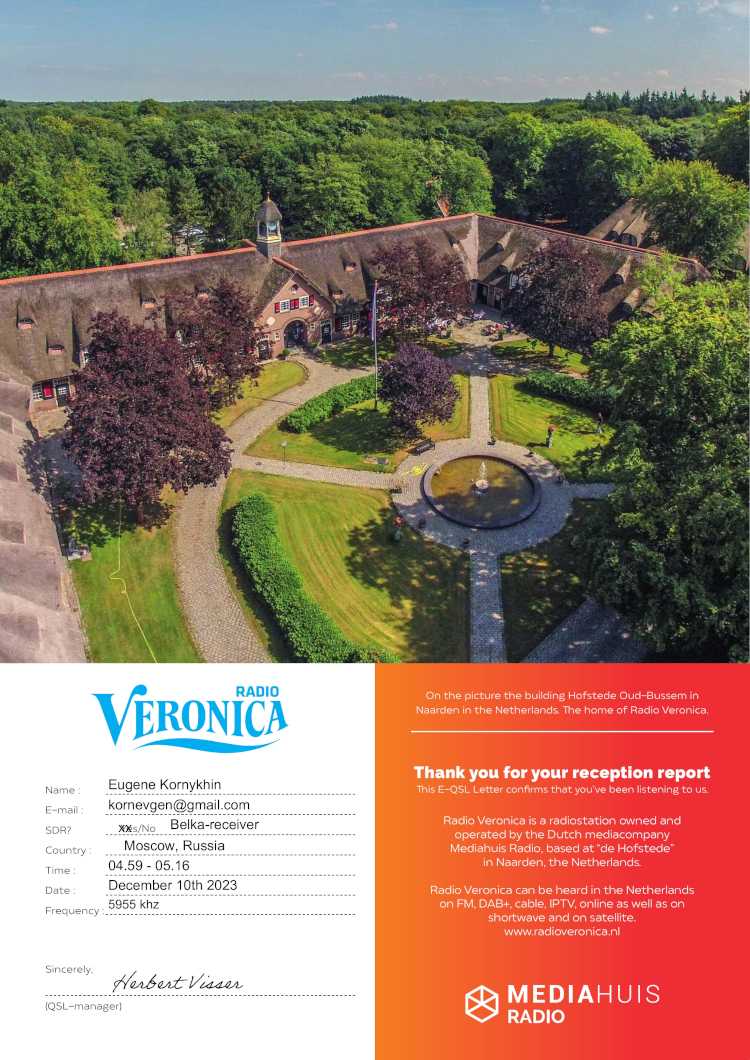 RADIO
VERONICA
Name : Eugene Kornykhin
E-mail : kornevgen@gmail.com
SDR? XXs/No Belka-receiver
Country : Moscow, Russia
Time : 04.59 - 05.16
Date : December 10th 2023
Frequency : 5955 khz
Sincerely,
Herbert Visser
(QSL-manager)
On the picture the building Hofstede Oud-Bussem in
Naarden in the Netherlands. The home of Radio Veronica.
Thank you for your reception report
This E-QSL Letter confirms that you've been listening to us.
Radio Veronica is a radiostation owned and
operated by the Dutch mediacompany
Mediahuis Radio, based at "de Hofstede"
in Naarden, the Netherlands.
Radio Veronica can be heard in the Netherlands
on FM, DAB+, cable, IPTV, online as well as on
shortwave and on satellite.
www.radioveronica.nl
MEDIAHUIS
RADIO